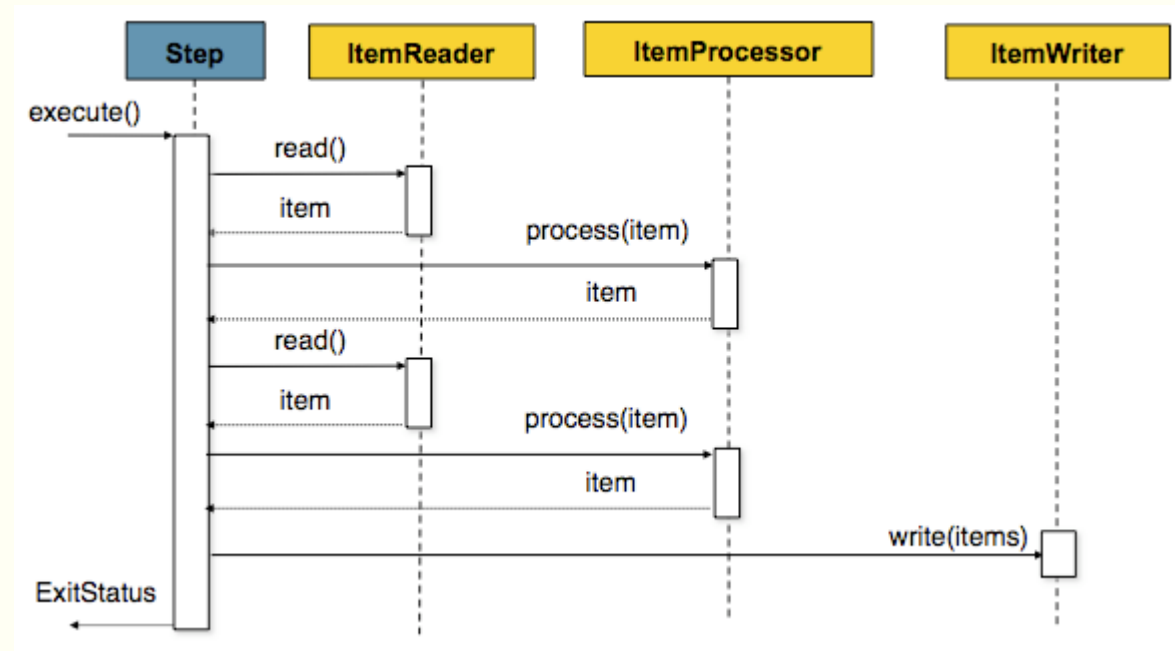 Step
ItemReader
ItemProcessor
ItemWriter
execute()
read()
item
process(item)
item
read()
item
process(item)
item
write(items)
ExitStatus